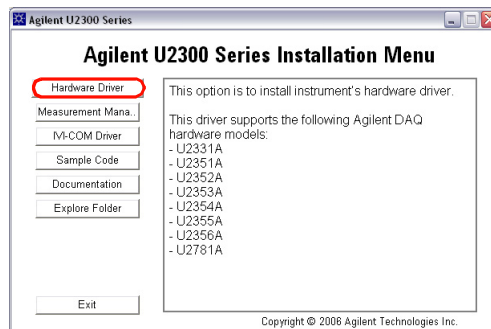 Agilent U2300 Series
Agilent U2300 Series Installation Menu
Hardware Driver
Measurement Mana..
IVI-COM Driver
Sample Code
Documentation
Explore Folder
Exit
This option is to install instrument's hardware driver.
This driver supports the following Agilent DAQ
hardware models:
- U2331A
- U2351A
- U2352A
- U2353A
- U2354A
- U2355A
- U2356A
- U2781A
Copyright © 2006 Agilent Technologies Inc.